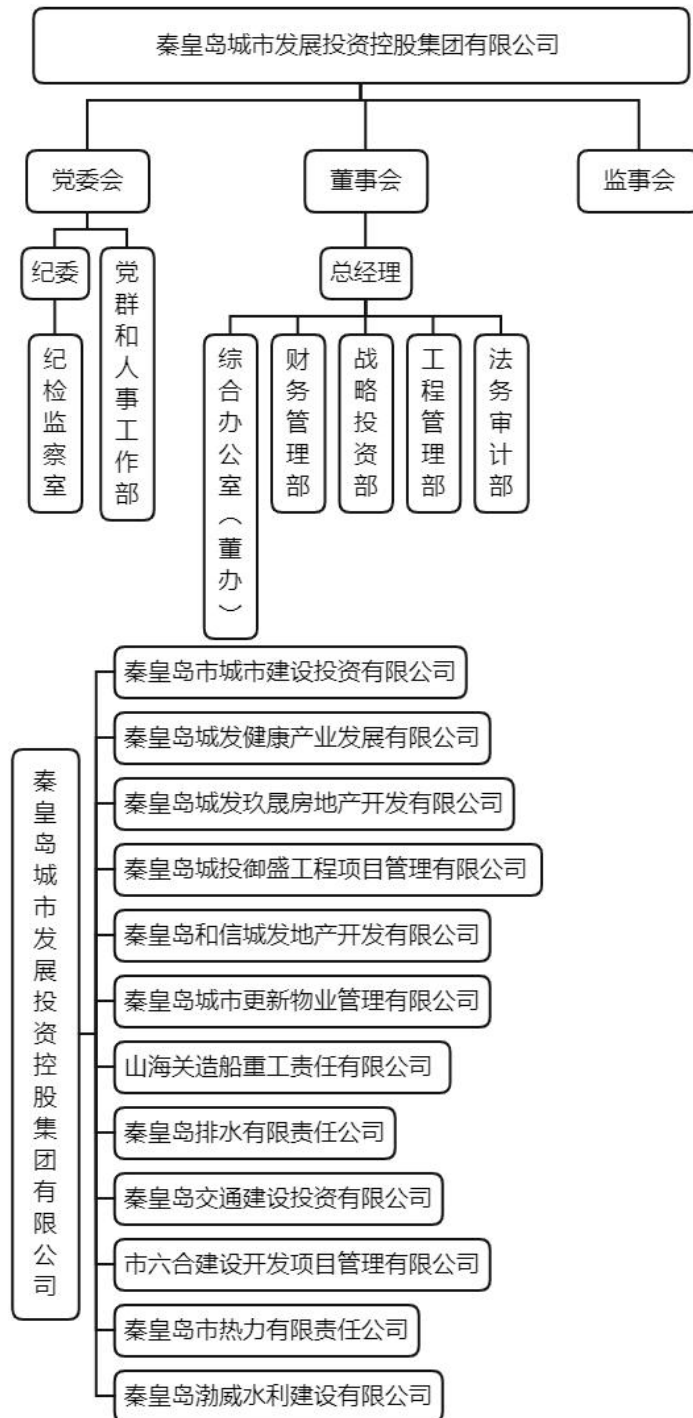 秦皇岛城市发展投资控股集团有限公司
党委会
董事会
监事会
纪委
党群和人事工作部
总经理
纪检监察室
综合办公室（董办）
财务管理部
战略投资部
工程管理部
法务审计部
秦皇岛城市发展投资控股集团有限公司
秦皇岛市城市建设投资有限公司
秦皇岛城发健康产业发展有限公司
秦皇岛城发玖晟房地产开发有限公司
秦皇岛城投御盛工程项目管理有限公司
秦皇岛和信城发地产开发有限公司
秦皇岛城市更新物业管理有限公司
山海关造船重工责任有限公司
秦皇岛排水有限责任公司
秦皇岛交通建设投资有限公司
市六合建设开发项目管理有限公司
秦皇岛市热力有限责任公司
秦皇岛渤威水利建设有限公司